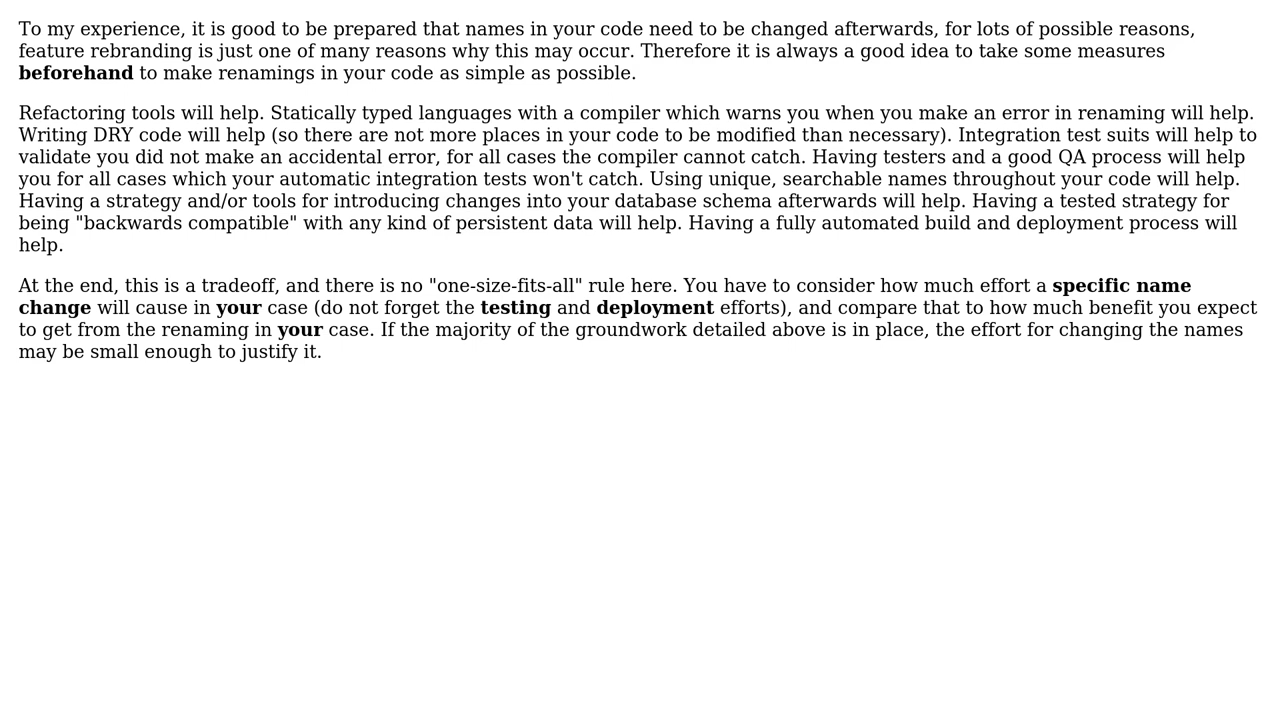 To my experience, it is good to be prepared that names in your code need to be changed afterwards, for lots of possible reasons,
feature rebranding is just one of many reasons why this may occur. Therefore it is always a good idea to take some measures
beforehand to make renamings in your code as simple as possible.
Refactoring tools will help. Statically typed languages with a compiler which warns you when you make an error in renaming will help.
Writing DRY code will help (so there are not more places in your code to be modified than necessary). Integration test suits will help to
validate you did not make an accidental error, for all cases the compiler cannot catch. Having testers and a good QA process will help
you for all cases which your automatic integration tests won't catch. Using unique, searchable names throughout your code will help.
Having a strategy and/or tools for introducing changes into your database schema afterwards will help. Having a tested strategy for
being "backwards compatible" with any kind of persistent data will help. Having a fully automated build and deployment process will
help.
At the end, this is a tradeoff, and there is no "one-size-fits-all" rule here. You have to consider how much effort a specific name
change will cause in your case (do not forget the testing and deployment efforts), and compare that to how much benefit you expect
to get from the renaming in your case. If the majority of the groundwork detailed above is in place, the effort for changing the names
may be small enough to justify it.